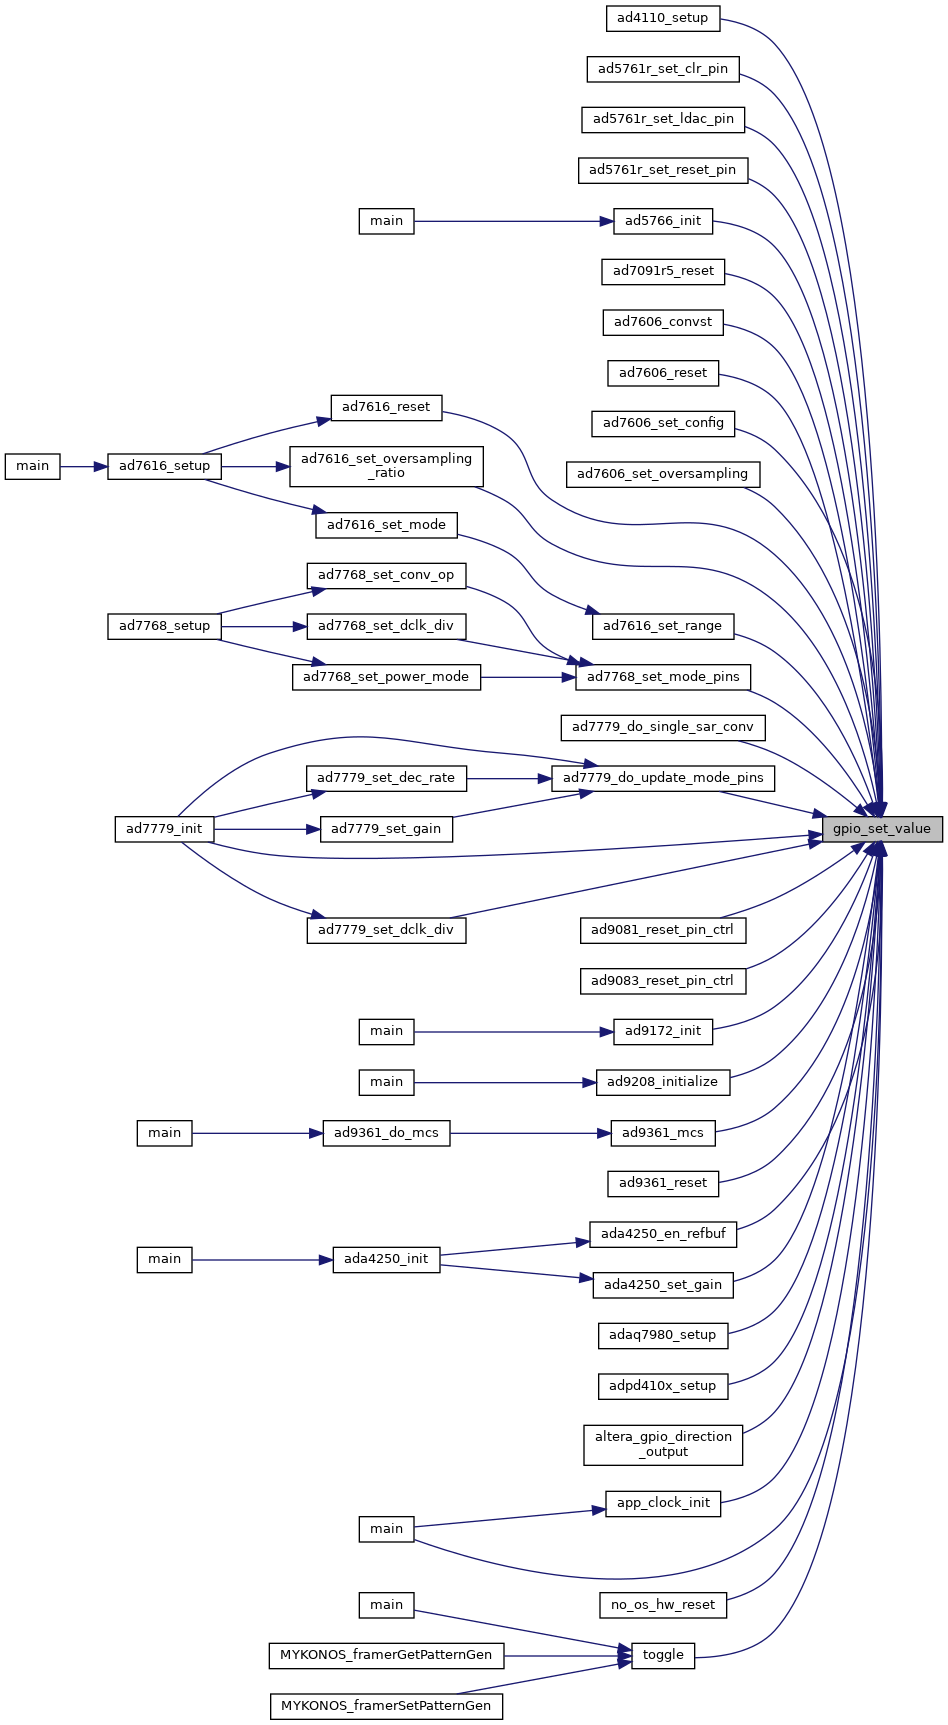 ad4110_setup
ad5761r_set_clr_pin
ad5761r_set_ldac_pin
ad5761r_set_reset_pin
main
ad5766_init
ad7091r5_reset
ad7606_convst
ad7606_reset
ad7616_reset
ad7606_set_config
main
ad7616_setup
ad7616_set_oversampling
_ratio
ad7606_set_oversampling
ad7616_set_mode
ad7768_set_conv_op
ad7768_setup
ad7768_set_dclk_div
ad7616_set_range
ad7768_set_power_mode
ad7768_set_mode_pins
ad7779_do_single_sar_conv
ad7779_set_dec_rate
ad7779_do_update_mode_pins
ad7779_init
ad7779_set_gain
gpio_set_value
ad7779_set_dclk_div
ad9081_reset_pin_ctrl
ad9083_reset_pin_ctrl
main
ad9172_init
main
ad9208_initialize
main
ad9361_do_mcs
ad9361_mcs
ad9361_reset
ada4250_en_refbuf
main
ada4250_init
ada4250_set_gain
adaq7980_setup
adpd410x_setup
altera_gpio_direction
_output
app_clock_init
main
main
no_os_hw_reset
MYKONOS_framerGetPatternGen
toggle
MYKONOS_framerSetPatternGen